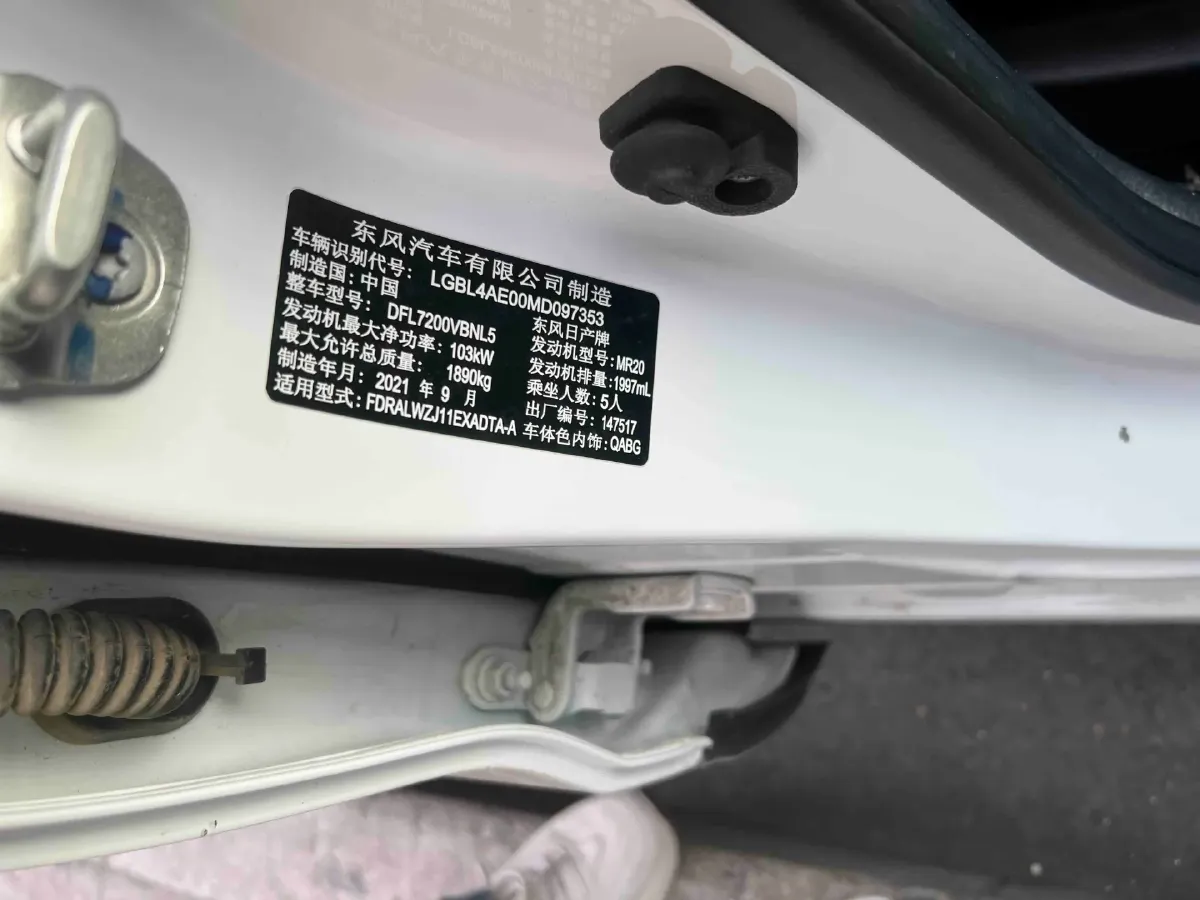 东风汽车有限公司制造
车辆识别代号: LGBL4AE00MD097353
制造国: 中国 东风日产牌
整车型号: DFL7200VBNL5 发动机型号: MR20
发动机最大净功率: 103kW 发动机排量: 1997mL
最大允许总质量: 1890kg 乘坐人数: 5人
制造年月: 2021 年 9 月 出厂编号: 147517
适用型式: FDRALWZJ11EXADTA-A 车体色内饰: QABG